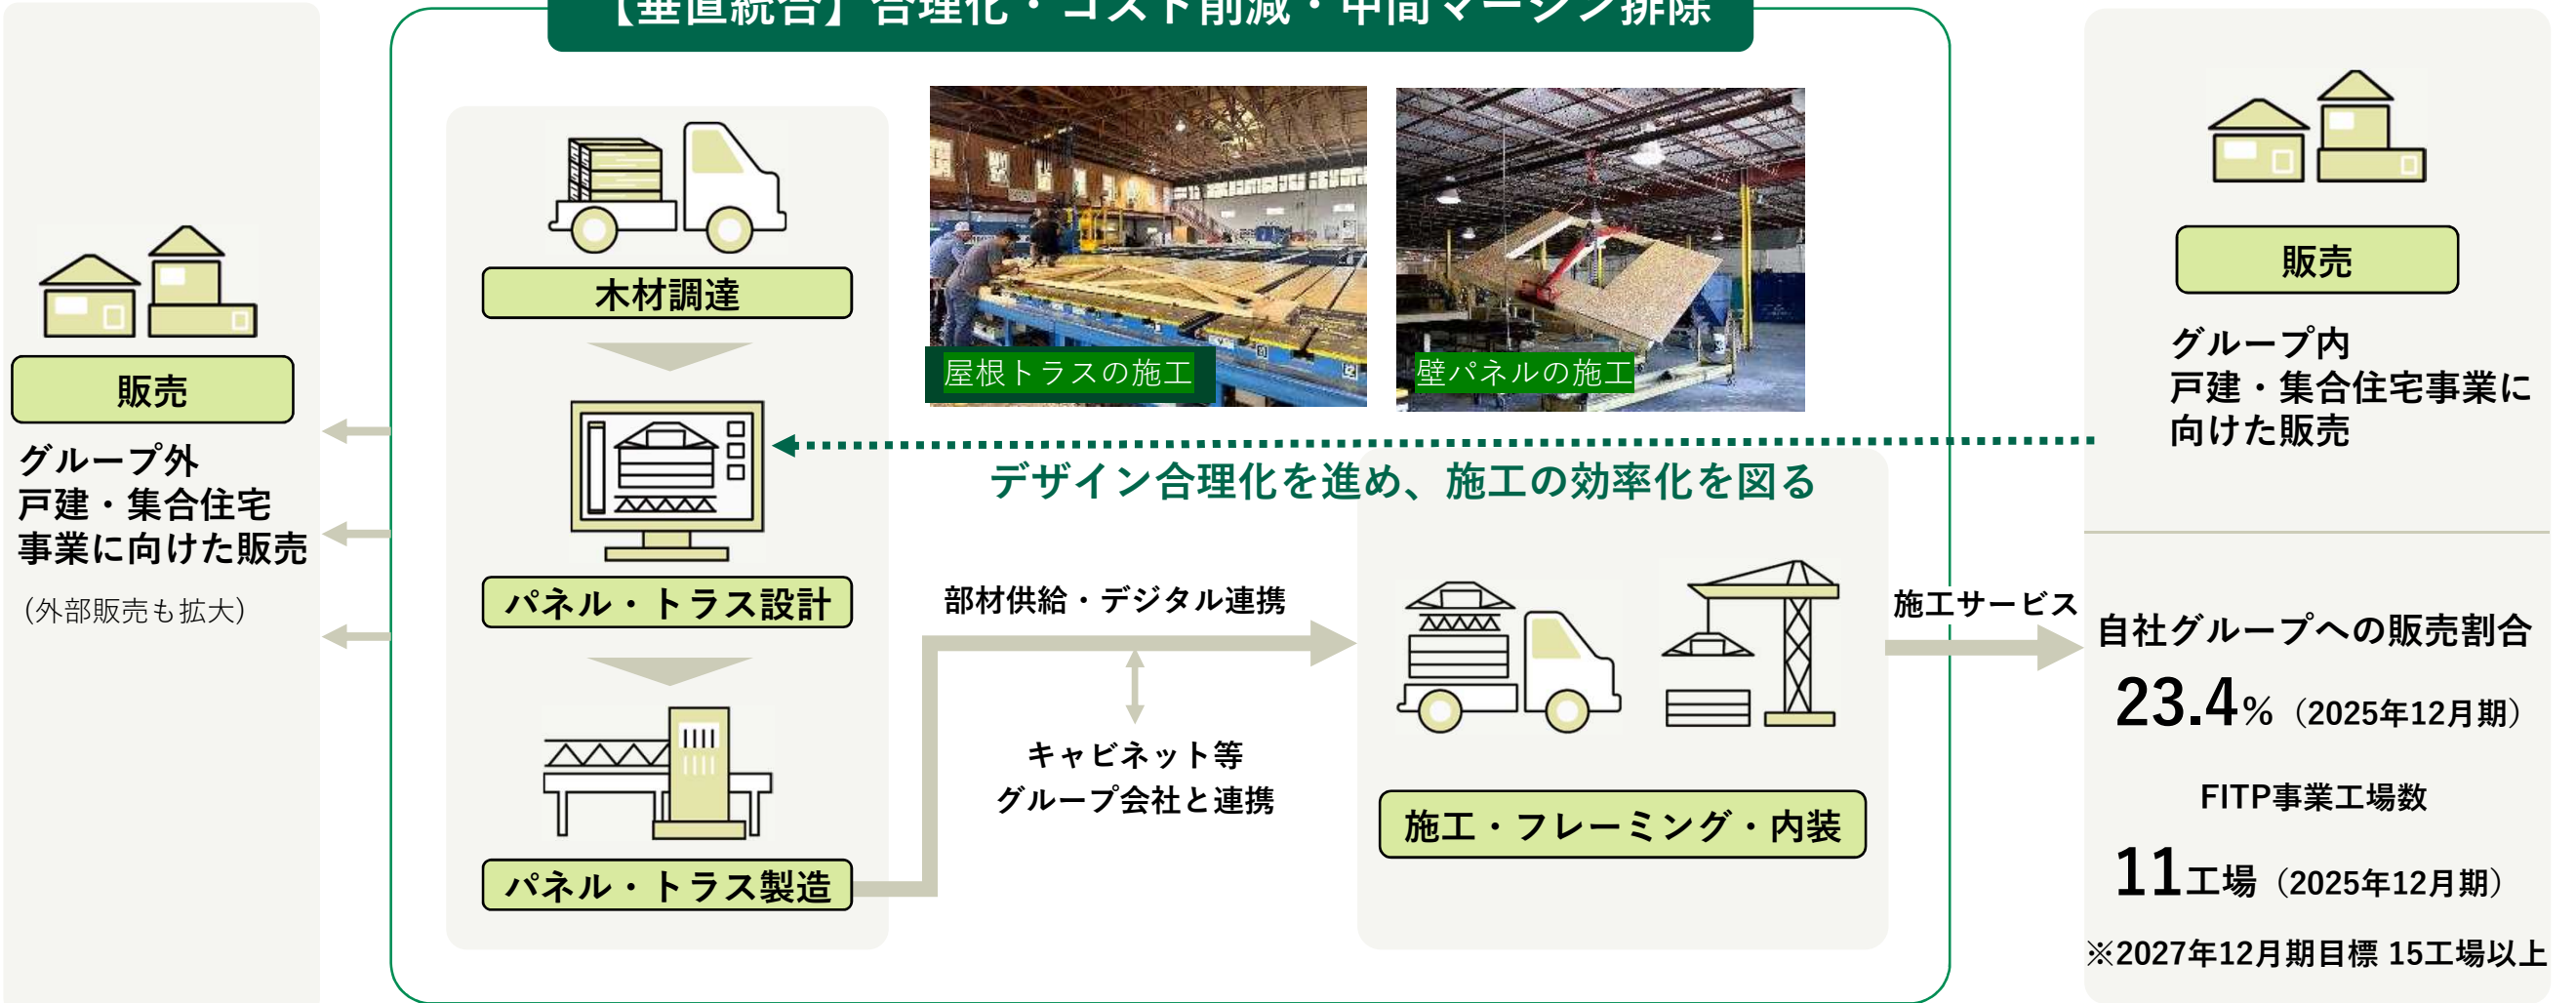 【垂直統合】合理化・コスト削減・中間マージン排除
販売
グループ外
戸建・集合住宅
事業に向けた販売
（外部販売も拡大）
木材調達
パネル・トラス設計
パネル・トラス製造
屋根トラスの施工
壁パネルの施工
デザイン合理化を進め、施工の効率化を図る
部材供給・デジタル連携
キャビネット等
グループ会社と連携
施工・フレーミング・内装
施工サービス
販売
グループ内
戸建・集合住宅事業に
向けた販売
自社グループへの販売割合
23.4%（2025年12月期）
FITP事業工場数
11工場（2025年12月期）
※2027年12月期目標 15工場以上